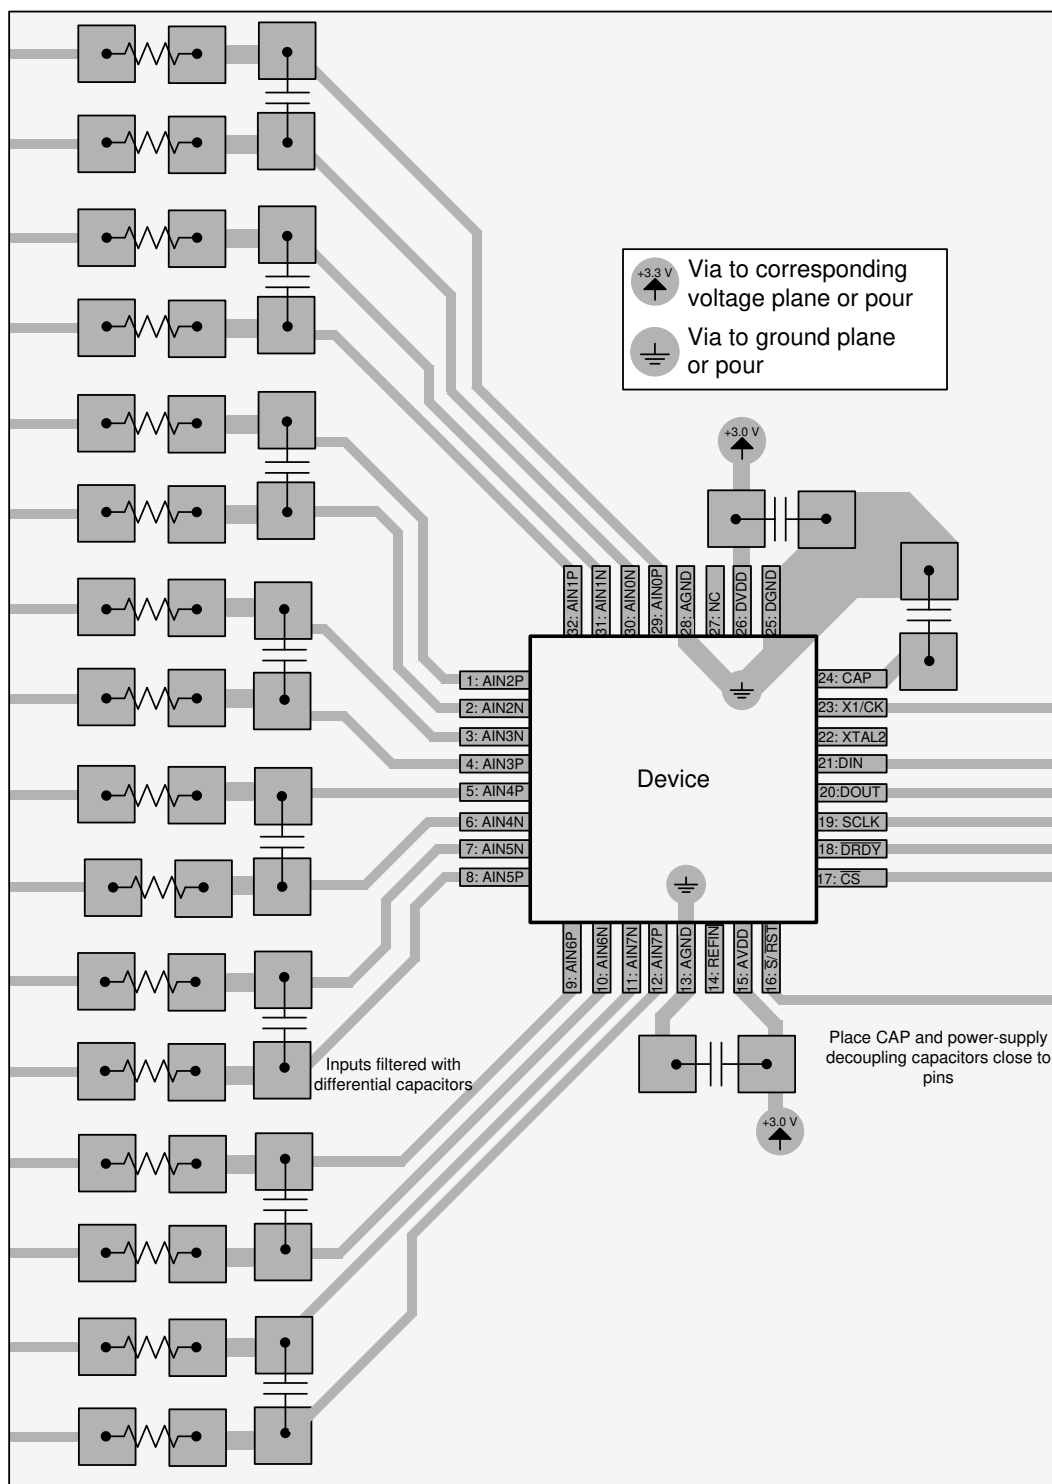 +3.3 V
Via to corresponding
voltage plane or pour
Via to ground plane
or pour
+3.0 V
32: AIN1P
31: AIN1N
30: AIN0N
29: AIN0P
28: AGND
27: NC
26: DVDD
25: DGND
1: AIN2P
2: AIN2N
3: AIN3N
4: AIN3P
5: AIN4P
6: AIN4N
7: AIN5N
8: AIN5P
Device
24: CAP
23: X1/CK
22: XTAL2
21:DIN
20:DOUT
19: SCLK
18: DRDY
17: CS
9: AIN6P
10: AIN6N
11: AIN7N
12: AIN7P
13: AGND
14: REFIN
15: AVDD
16: S/RST
Inputs filtered with
differential capacitors
Place CAP and power-supply
decoupling capacitors close to
pins
+3.0 V